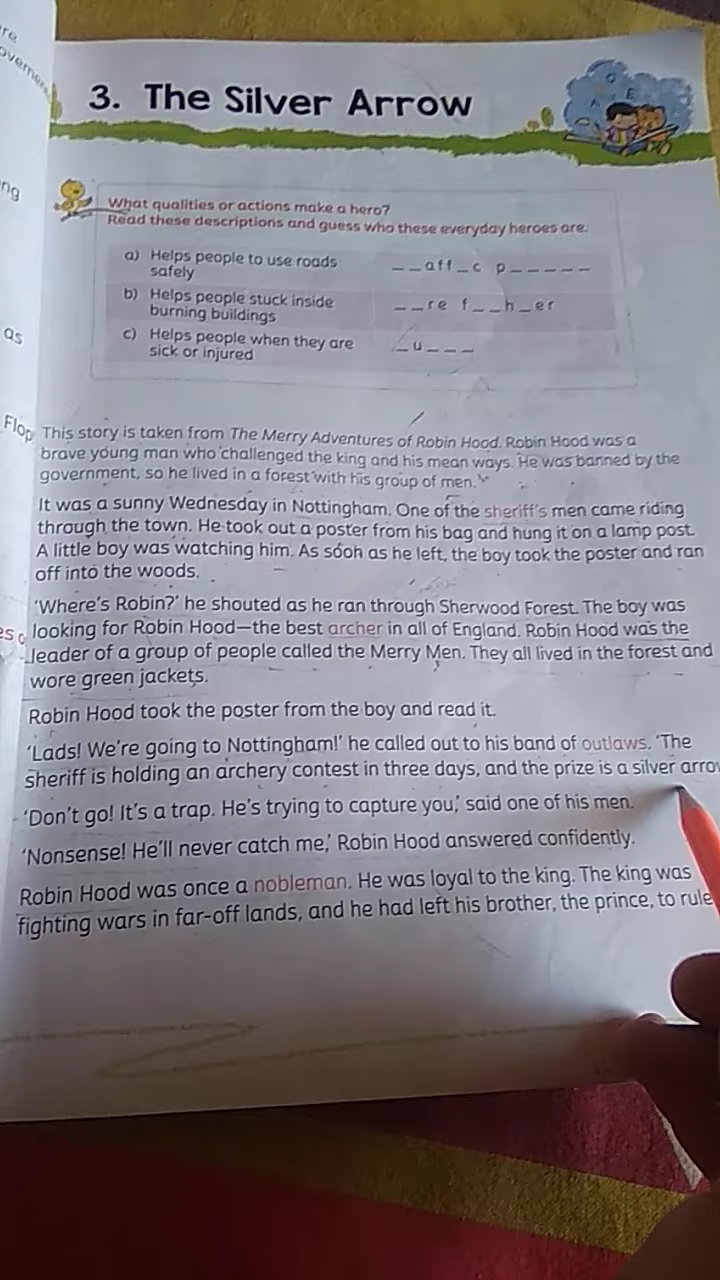 re
ovemen
ng
as
Flop
es o
3. The Silver Arrow
What qualities or actions make a hero?
Read these descriptions and guess who these everyday heroes are.
a) Helps people to use roads safely _ _ a f f _ c p _ _ _ _ _
b) Helps people stuck inside burning buildings _ _ r e f _ _ h _ e r
c) Helps people when they are sick or injured _ u _ _ _
This story is taken from The Merry Adventures of Robin Hood. Robin Hood was a
brave young man who challenged the king and his mean ways. He was banned by the
government, so he lived in a forest with his group of men.
It was a sunny Wednesday in Nottingham. One of the sheriff's men came riding
through the town. He took out a poster from his bag and hung it on a lamp post.
A little boy was watching him. As soon as he left, the boy took the poster and ran
off into the woods.
'Where's Robin?' he shouted as he ran through Sherwood Forest. The boy was
looking for Robin Hood—the best archer in all of England. Robin Hood was the
leader of a group of people called the Merry Men. They all lived in the forest and
wore green jackets.
Robin Hood took the poster from the boy and read it.
'Lads! We're going to Nottingham!' he called out to his band of outlaws. 'The
sheriff is holding an archery contest in three days, and the prize is a silver arro
'Don't go! It's a trap. He's trying to capture you,' said one of his men.
'Nonsense! He'll never catch me,' Robin Hood answered confidently.
Robin Hood was once a nobleman. He was loyal to the king. The king was
fighting wars in far-off lands, and he had left his brother, the prince, to rule